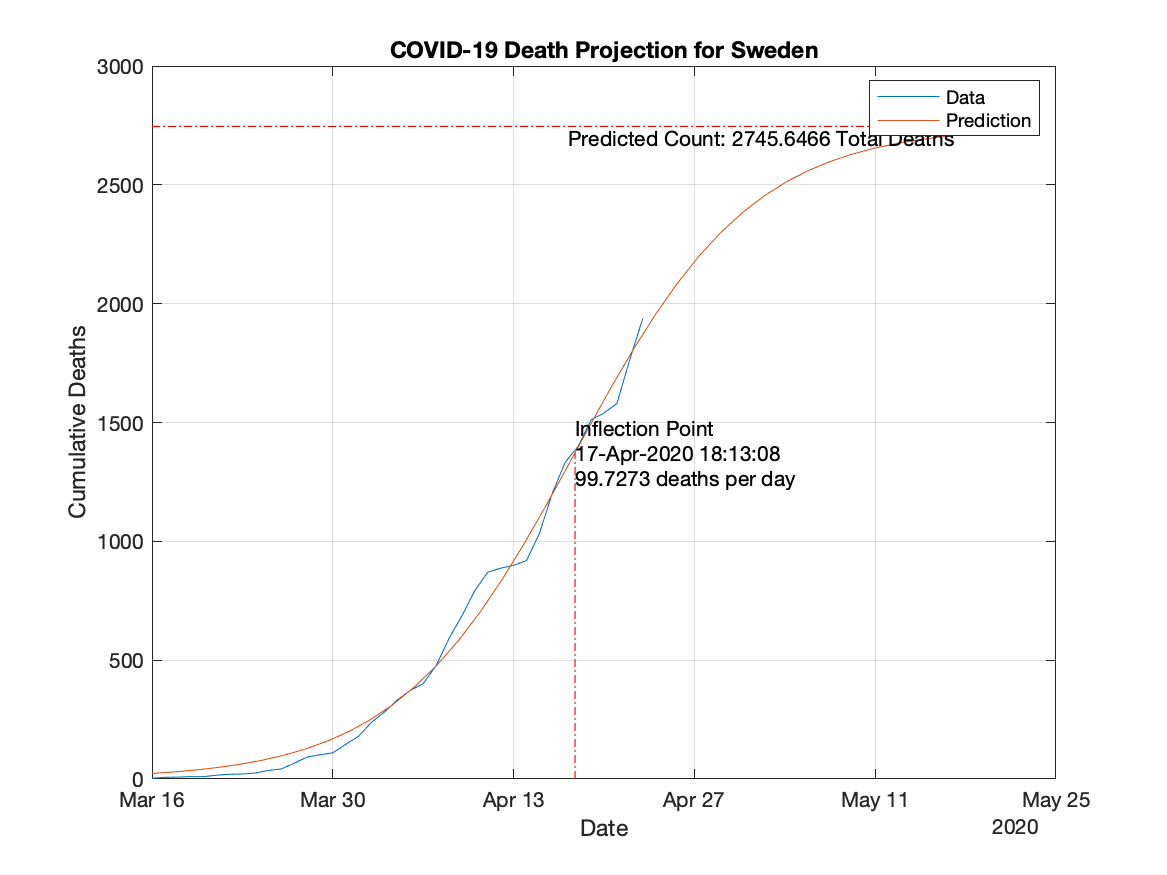 COVID-19 Death Projection for Sweden
3000
Data
Prediction
Predicted Count: 2745.6466 Total Deaths
2500
2000
Inflection Point
17-Apr-2020 18:13:08
99.7273 deaths per day
1500
1000
500
0
Cumulative Deaths
Mar 16 Mar 30 Apr 13 Apr 27 May 11 May 25
Date
2020